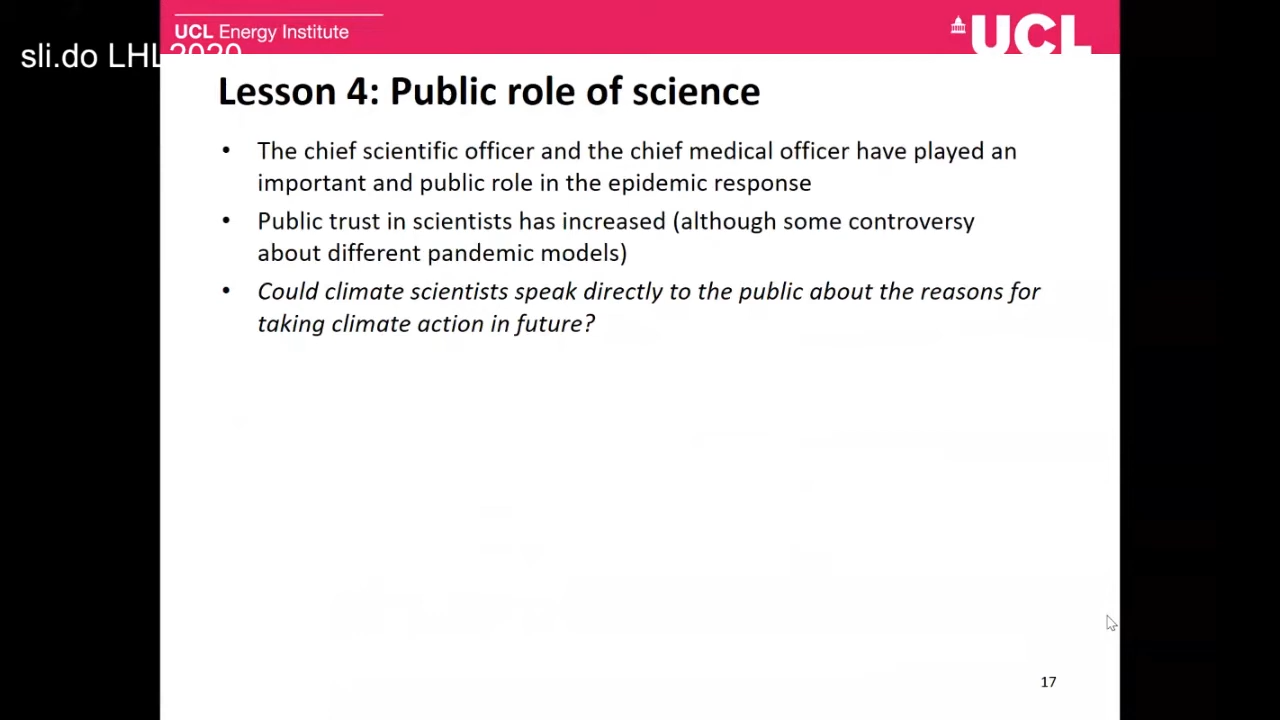 UCL Energy Institute
UCL
sli.do LHL 2020
Lesson 4: Public role of science
• The chief scientific officer and the chief medical officer have played an
important and public role in the epidemic response
• Public trust in scientists has increased (although some controversy
about different pandemic models)
• Could climate scientists speak directly to the public about the reasons for
taking climate action in future?
17